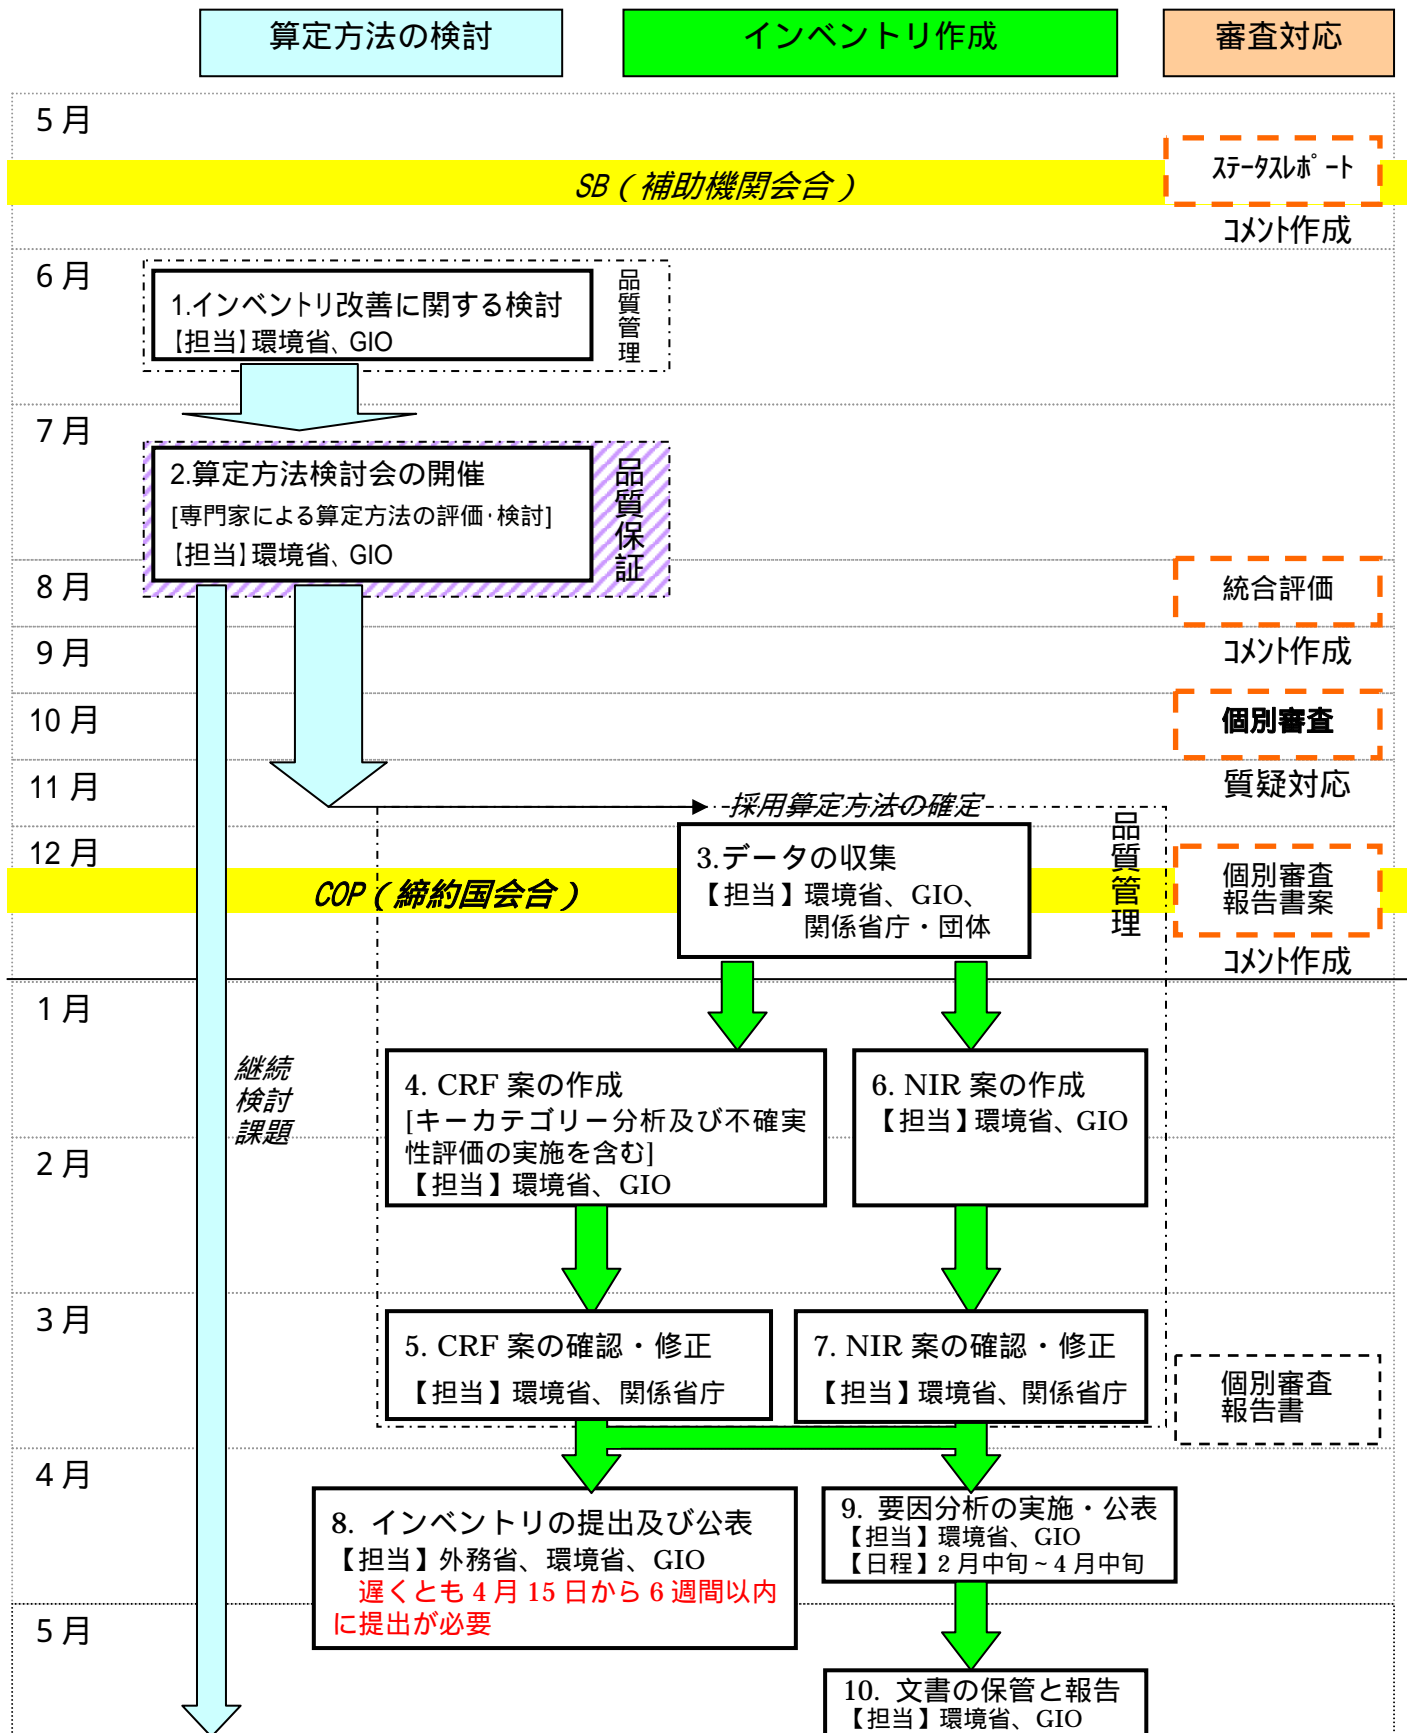 算定方法の検討
インベントリ作成
審査対応
5月
ｽﾃｰﾀｽﾚﾎﾟｰﾄ
SB（補助機関会合）
ｺﾒﾝﾄ作成
6月
1.インベントリ改善に関する検討
【担当】環境省、GIO
品質管理
7月
2.算定方法検討会の開催
[専門家による算定方法の評価･検討]
【担当】環境省、GIO
品質保証
8月
統合評価
9月
ｺﾒﾝﾄ作成
10月
個別審査
11月
質疑対応
採用算定方法の確定
12月
3.データの収集
【担当】環境省、GIO、
関係省庁・団体
品質管理
COP（締約国会合）
個別審査
報告書案
ｺﾒﾝﾄ作成
1月
継続
検討
課題
4. CRF 案の作成
[キーカテゴリー分析及び不確実
性評価の実施を含む]
【担当】環境省、GIO
6. NIR 案の作成
【担当】環境省、GIO
2月
3月
5. CRF 案の確認・修正
【担当】環境省、関係省庁
7. NIR 案の確認・修正
【担当】環境省、関係省庁
個別審査
報告書
4月
8. インベントリの提出及び公表
【担当】外務省、環境省、GIO
遅くとも 4 月 15 日から 6 週間以内
に提出が必要
9. 要因分析の実施・公表
【担当】環境省、GIO
【日程】2 月中旬～4 月中旬
5月
10. 文書の保管と報告
【担当】環境省、GIO